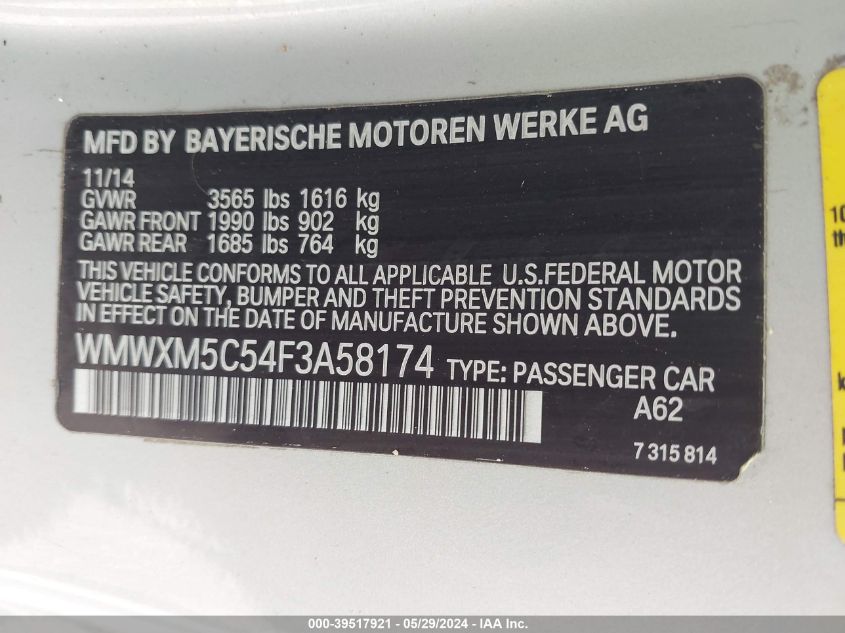 MFD BY BAYERISCHE MOTOREN WERKE AG
11/14
GVWR 3565 lbs 1616 kg
GAWR FRONT 1990 lbs 902 kg
GAWR REAR 1685 lbs 764 kg
THIS VEHICLE CONFORMS TO ALL APPLICABLE U.S.FEDERAL MOTOR
VEHICLE SAFETY, BUMPER AND THEFT PREVENTION STANDARDS
IN EFFECT ON THE DATE OF MANUFACTURE SHOWN ABOVE.
WMWXM5C54F3A58174 TYPE: PASSENGER CAR
A62
7 315 814
10
th
000-39517921 - 05/29/2024 - IAA Inc.